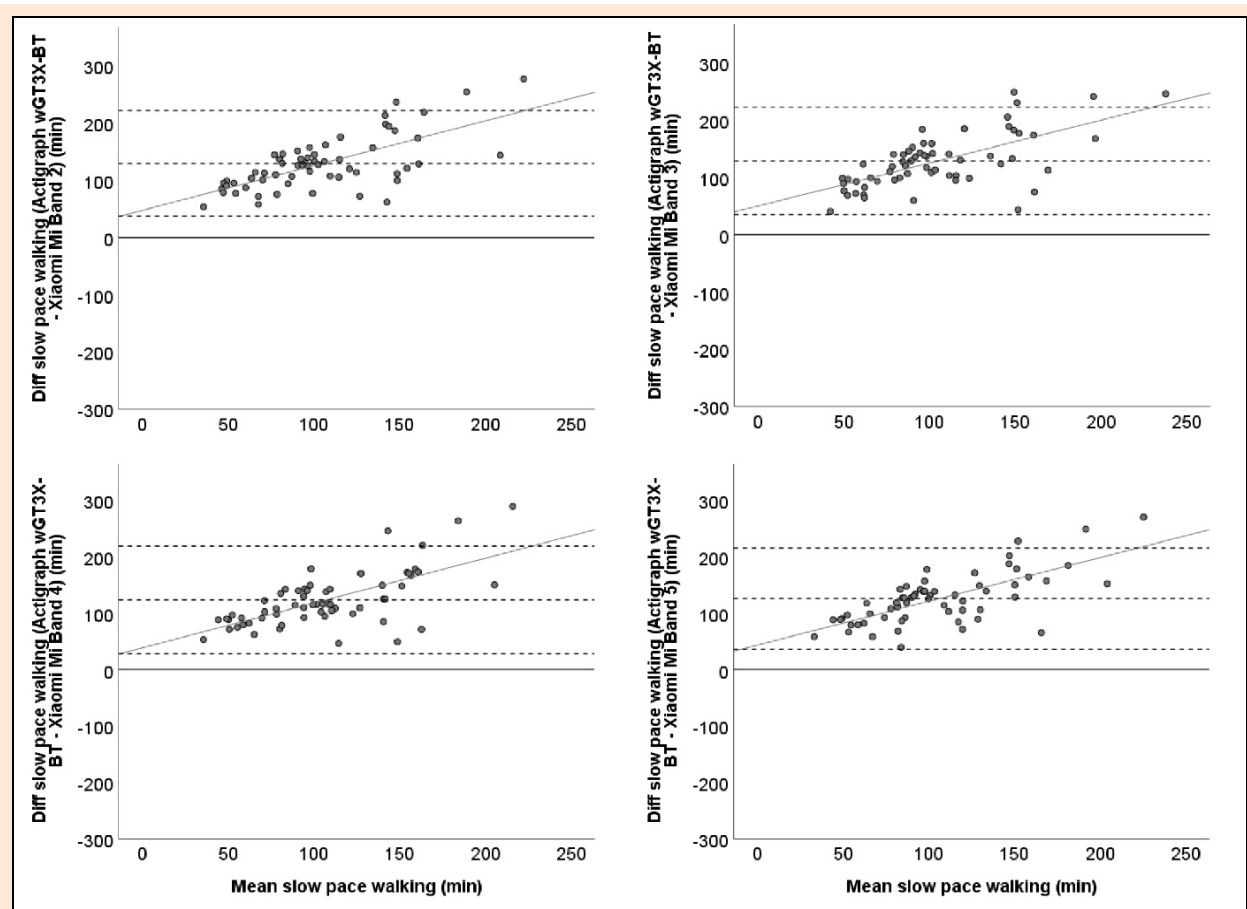 Diff slow pace walking (Actigraph wGT3X-BT
- Xiaomi Mi Band 2) (min)
300
200
100
0
-100
-200
-300
0 50 100 150 200 250
Diff slow pace walking (Actigraph wGT3X-BT
- Xiaomi Mi Band 3) (min)
300
200
100
0
-100
-200
-300
0 50 100 150 200 250
Diff slow pace walking (Actigraph wGT3X-
BT - Xiaomi Mi Band 4) (min)
300
200
100
0
-100
-200
-300
0 50 100 150 200 250
Mean slow pace walking (min)
Diff slow pace walking (Actigraph wGT3X-
BT - Xiaomi Mi Band 5) (min)
300
200
100
0
-100
-200
-300
0 50 100 150 200 250
Mean slow pace walking (min)